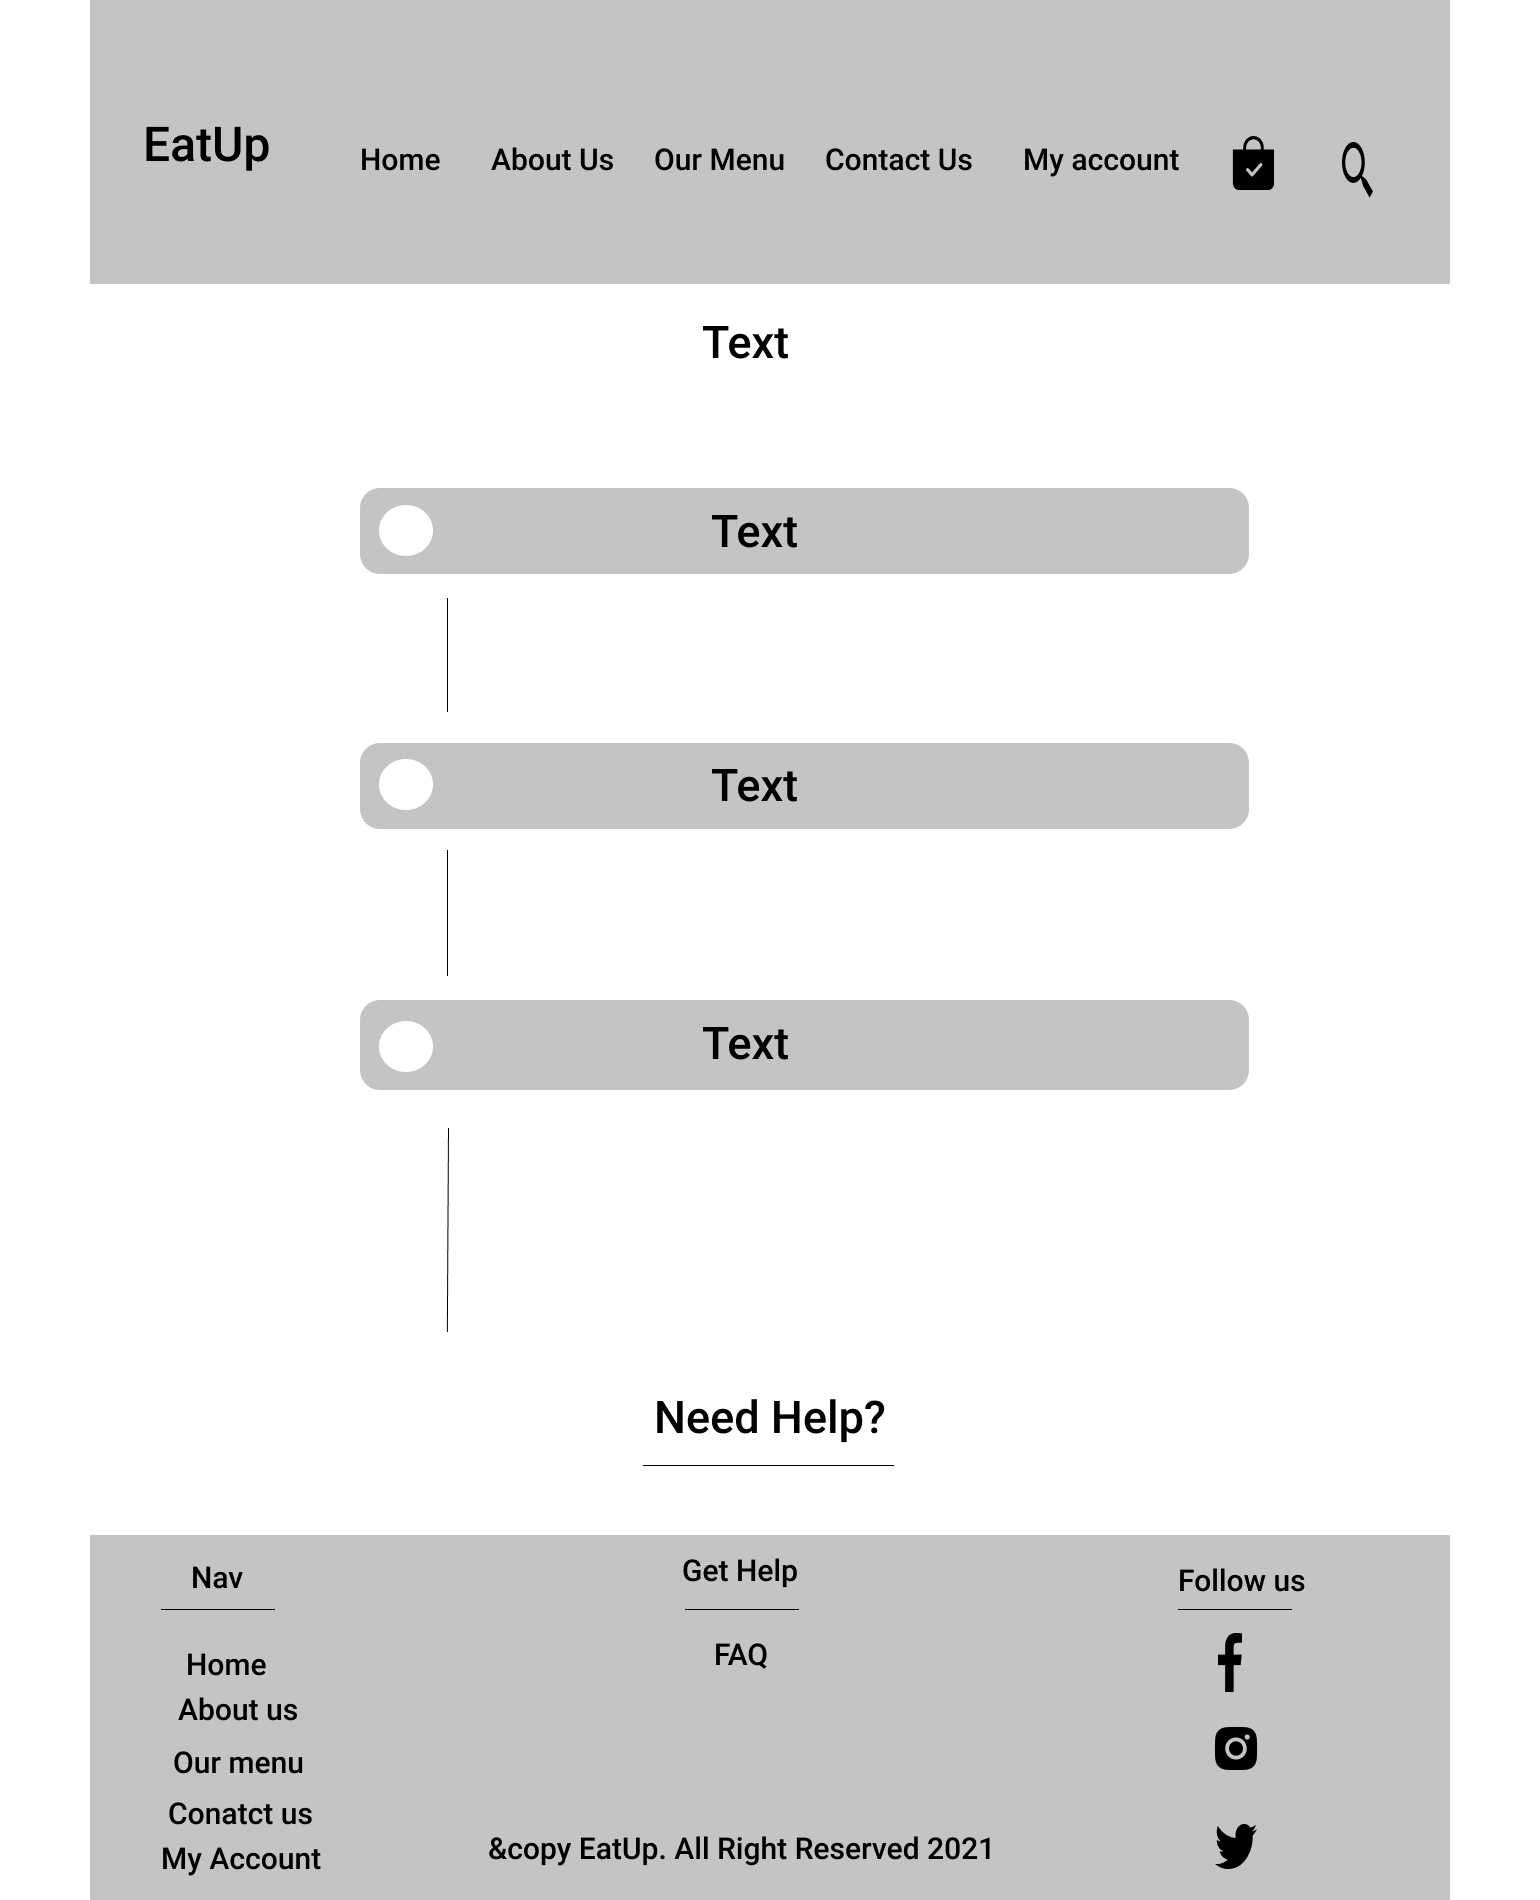 EatUp
Home
About Us
Our Menu
Contact Us
My account
Text
Text
Text
Text
Need Help?
Nav
Home
About us
Our menu
Conatct us
My Account
Get Help
FAQ
&copy EatUp. All Right Reserved 2021
Follow us